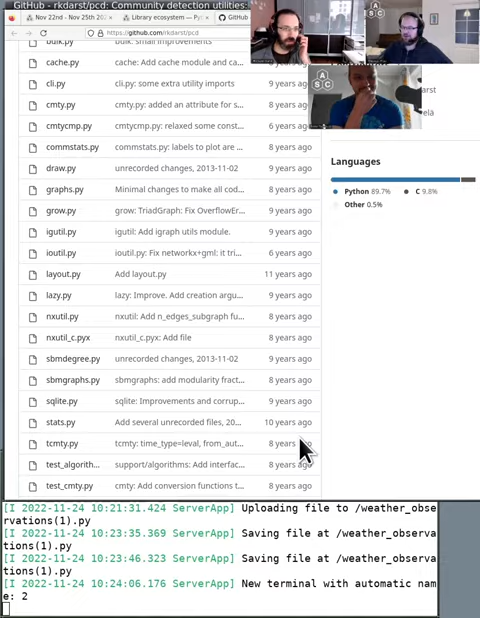 GitHub - rkdarst/pcd: Community detection utilities:
Nov 22nd - Nov 25th 202
Library ecosystem — Py
GitHub
https://github.com/rkdarst/pcd
bulk.py bulk: small improvements
cache.py cache: Add cache module and ca... 9 years ago
cli.py cli.py: some extra utility imports 9 years ago
cmty.py cmty.py: added an attribute for s... 8 years ago
cmtycmp.py cmtycmp.py: relaxed some const... 6 years ago
commstats.py commstats.py: labels to plot are ... 8 years ago
draw.py unrecorded changes, 2013-11-02 9 years ago
graphs.py Minimal changes to make all cod... 8 years ago
grow.py grow: TriadGraph: Fix OverflowEr... 9 years ago
igutil.py igutil: Add igraph utils module. 9 years ago
ioutil.py ioutil.py: Fix networkx+gml: it tri... 6 years ago
layout.py Add layout.py 11 years ago
lazy.py lazy: Improve. Add creation argu... 9 years ago
nxutil.py nxutil: Add n_edges_subgraph fu... 8 years ago
nxutil_c.pyx nxutil_c.pyx: Add file 8 years ago
sbmdegree.py unrecorded changes, 2013-11-02 9 years ago
sbmgraphs.py sbmgraphs: add modularity fract... 8 years ago
sqlite.py sqlite: Improvements and corrup... 9 years ago
stats.py Add several unrecorded files, 20... 10 years ago
tcmty.py tcmty: time_type=leval, from_aut... 8 years ago
test_algorith... support/algorithms: Add interfac... 8 years ago
test_cmty.py cmty: Add conversion functions t... 8 years ago
A
S C
A
S C
arst
elä
Languages
Python 89.7% C 9.8%
Other 0.5%
[I 2022-11-24 10:21:31.424 ServerApp] Uploading file to /weather_obse
rvations(1).py
[I 2022-11-24 10:23:35.369 ServerApp] Saving file at /weather_observa
tions(1).py
[I 2022-11-24 10:23:46.323 ServerApp] Saving file at /weather_observa
tions(1).py
[I 2022-11-24 10:24:06.176 ServerApp] New terminal with automatic nam
e: 2